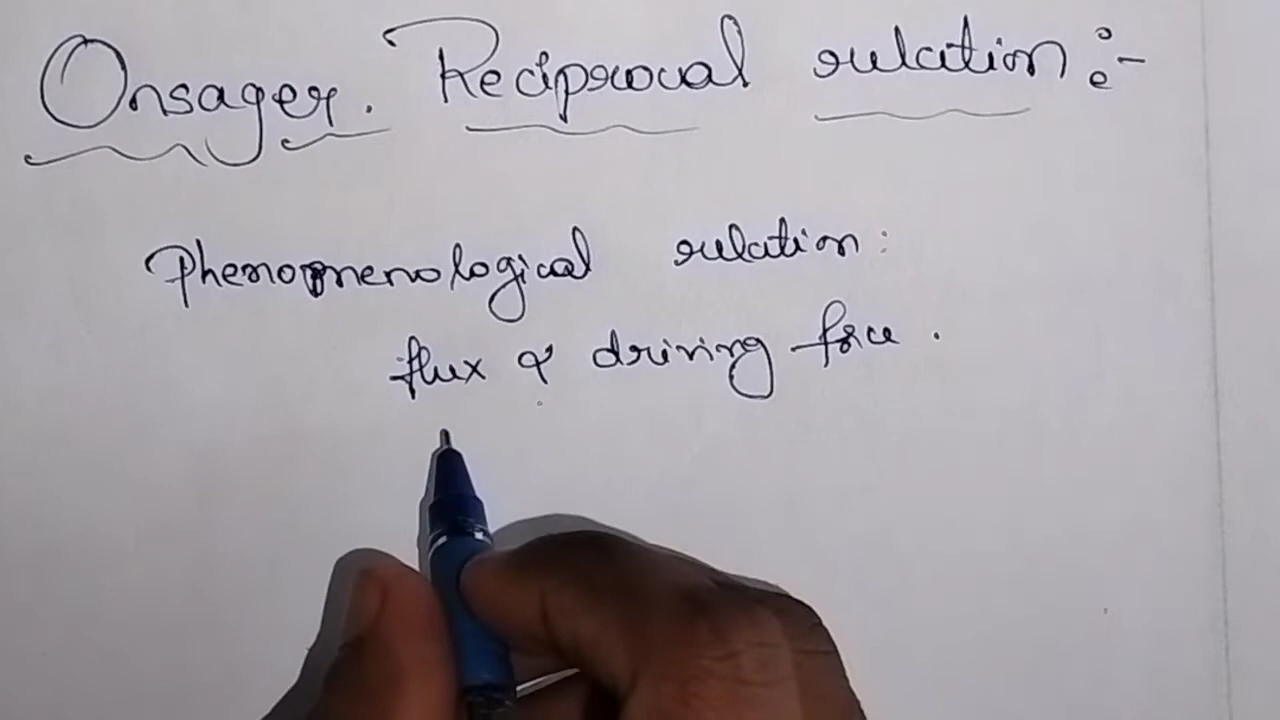 Onsager. Reciprocal relation :-
Phenomenological relation :
flux & driving force .